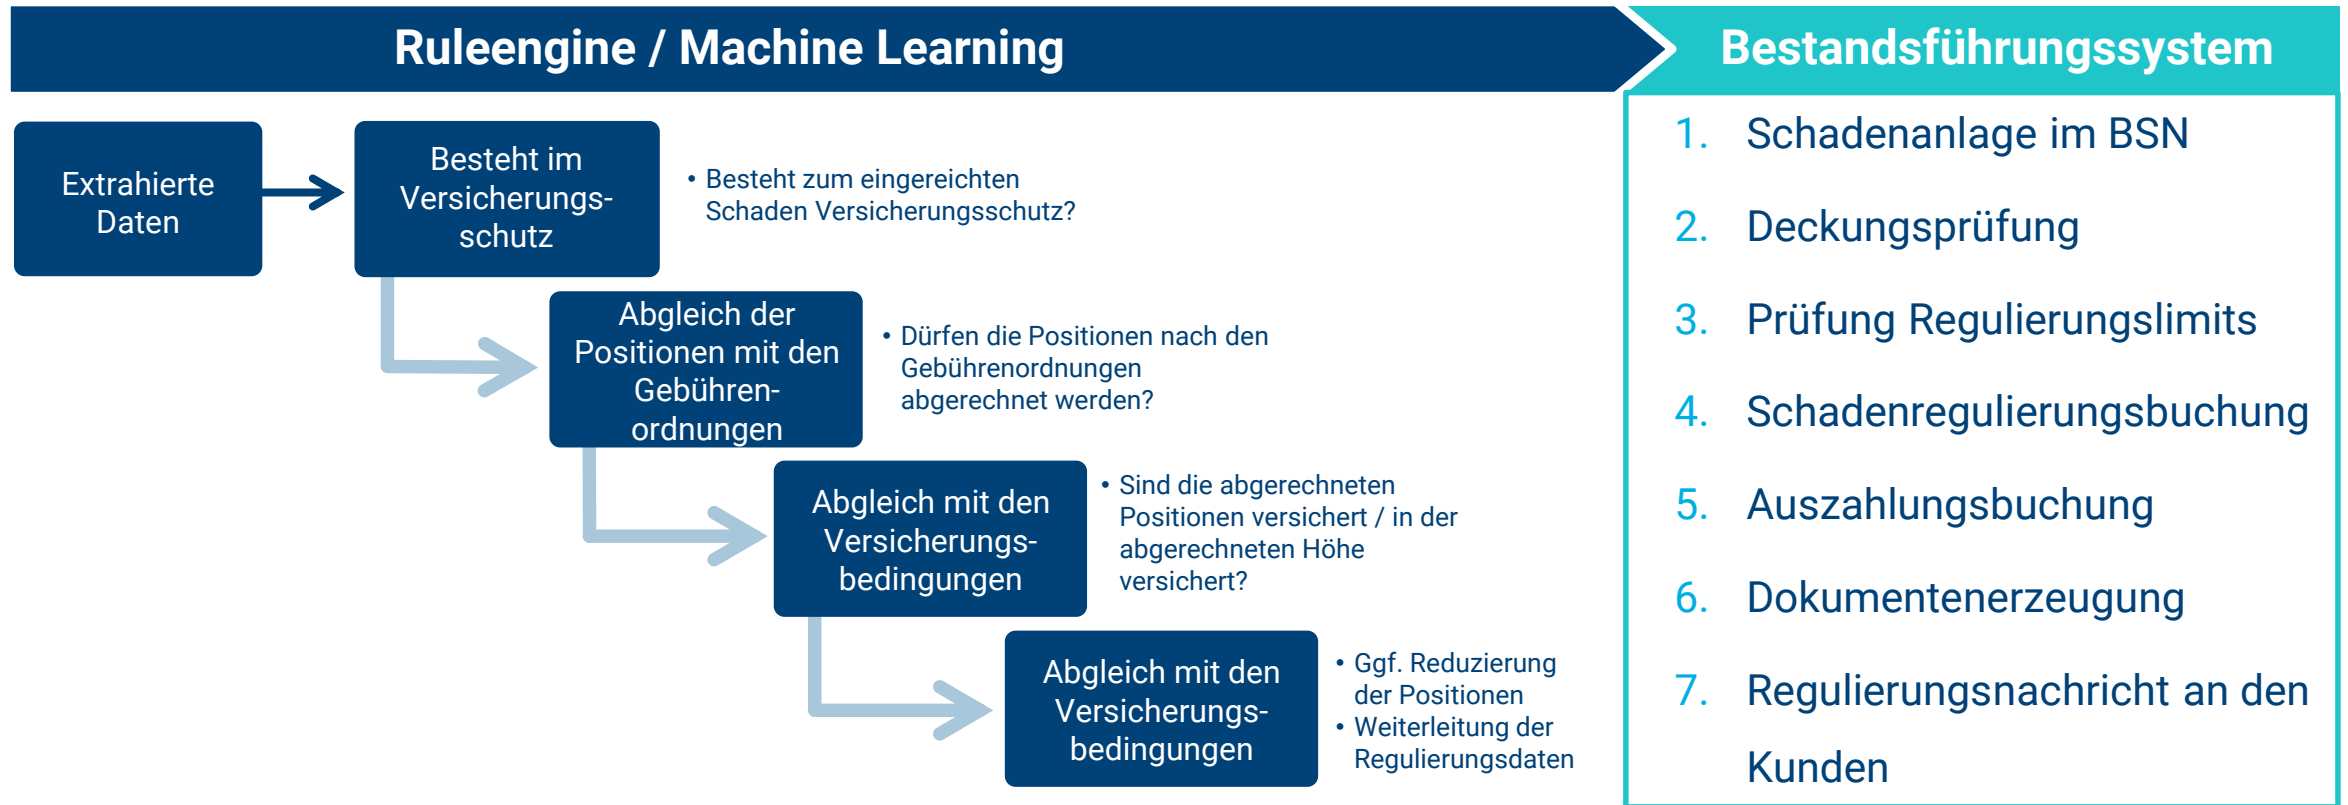 Ruleengine / Machine Learning
Bestandsführungssystem
Extrahierte
Daten
Besteht im
Versicherungs-
schutz
• Besteht zum eingereichten
Schaden Versicherungsschutz?
Abgleich der
Positionen mit den
Gebühren-
ordnungen
• Dürfen die Positionen nach den
Gebührenordnungen
abgerechnet werden?
Abgleich mit den
Versicherungs-
bedingungen
• Sind die abgerechneten
Positionen versichert / in der
abgerechneten Höhe
versichert?
Abgleich mit den
Versicherungs-
bedingungen
• Ggf. Reduzierung
der Positionen
• Weiterleitung der
Regulierungsdaten
1. Schadenanlage im BSN
2. Deckungsprüfung
3. Prüfung Regulierungslimits
4. Schadenregulierungsbuchung
5. Auszahlungsbuchung
6. Dokumentenerzeugung
7. Regulierungsnachricht an den
Kunden